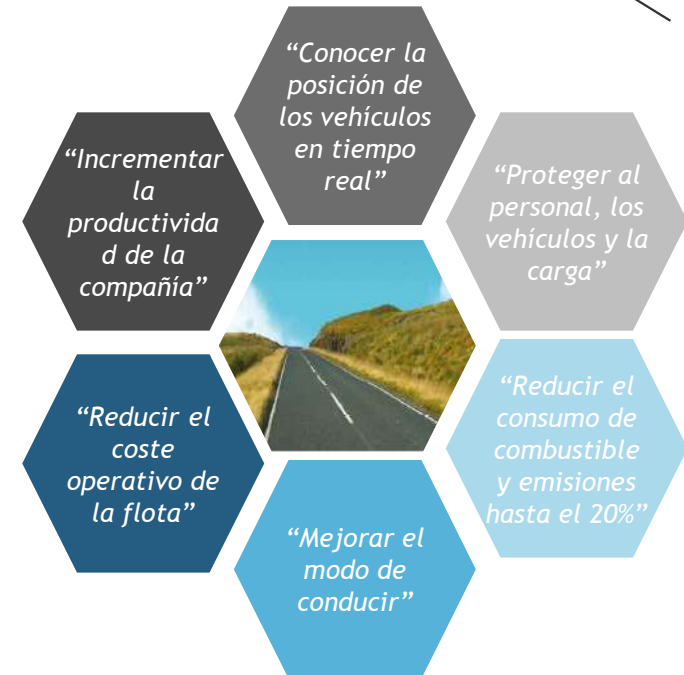 “Conocer la
posición de
los vehículos
en tiempo
real”
“Proteger al
personal, los
vehículos y la
carga”
“Reducir el
consumo de
combustible
y emisiones
hasta el 20%”
“Mejorar el
modo de
conducir”
“Reducir el
coste
operativo de
la flota”
“Incrementar
la
productivida
d de la
compañía”